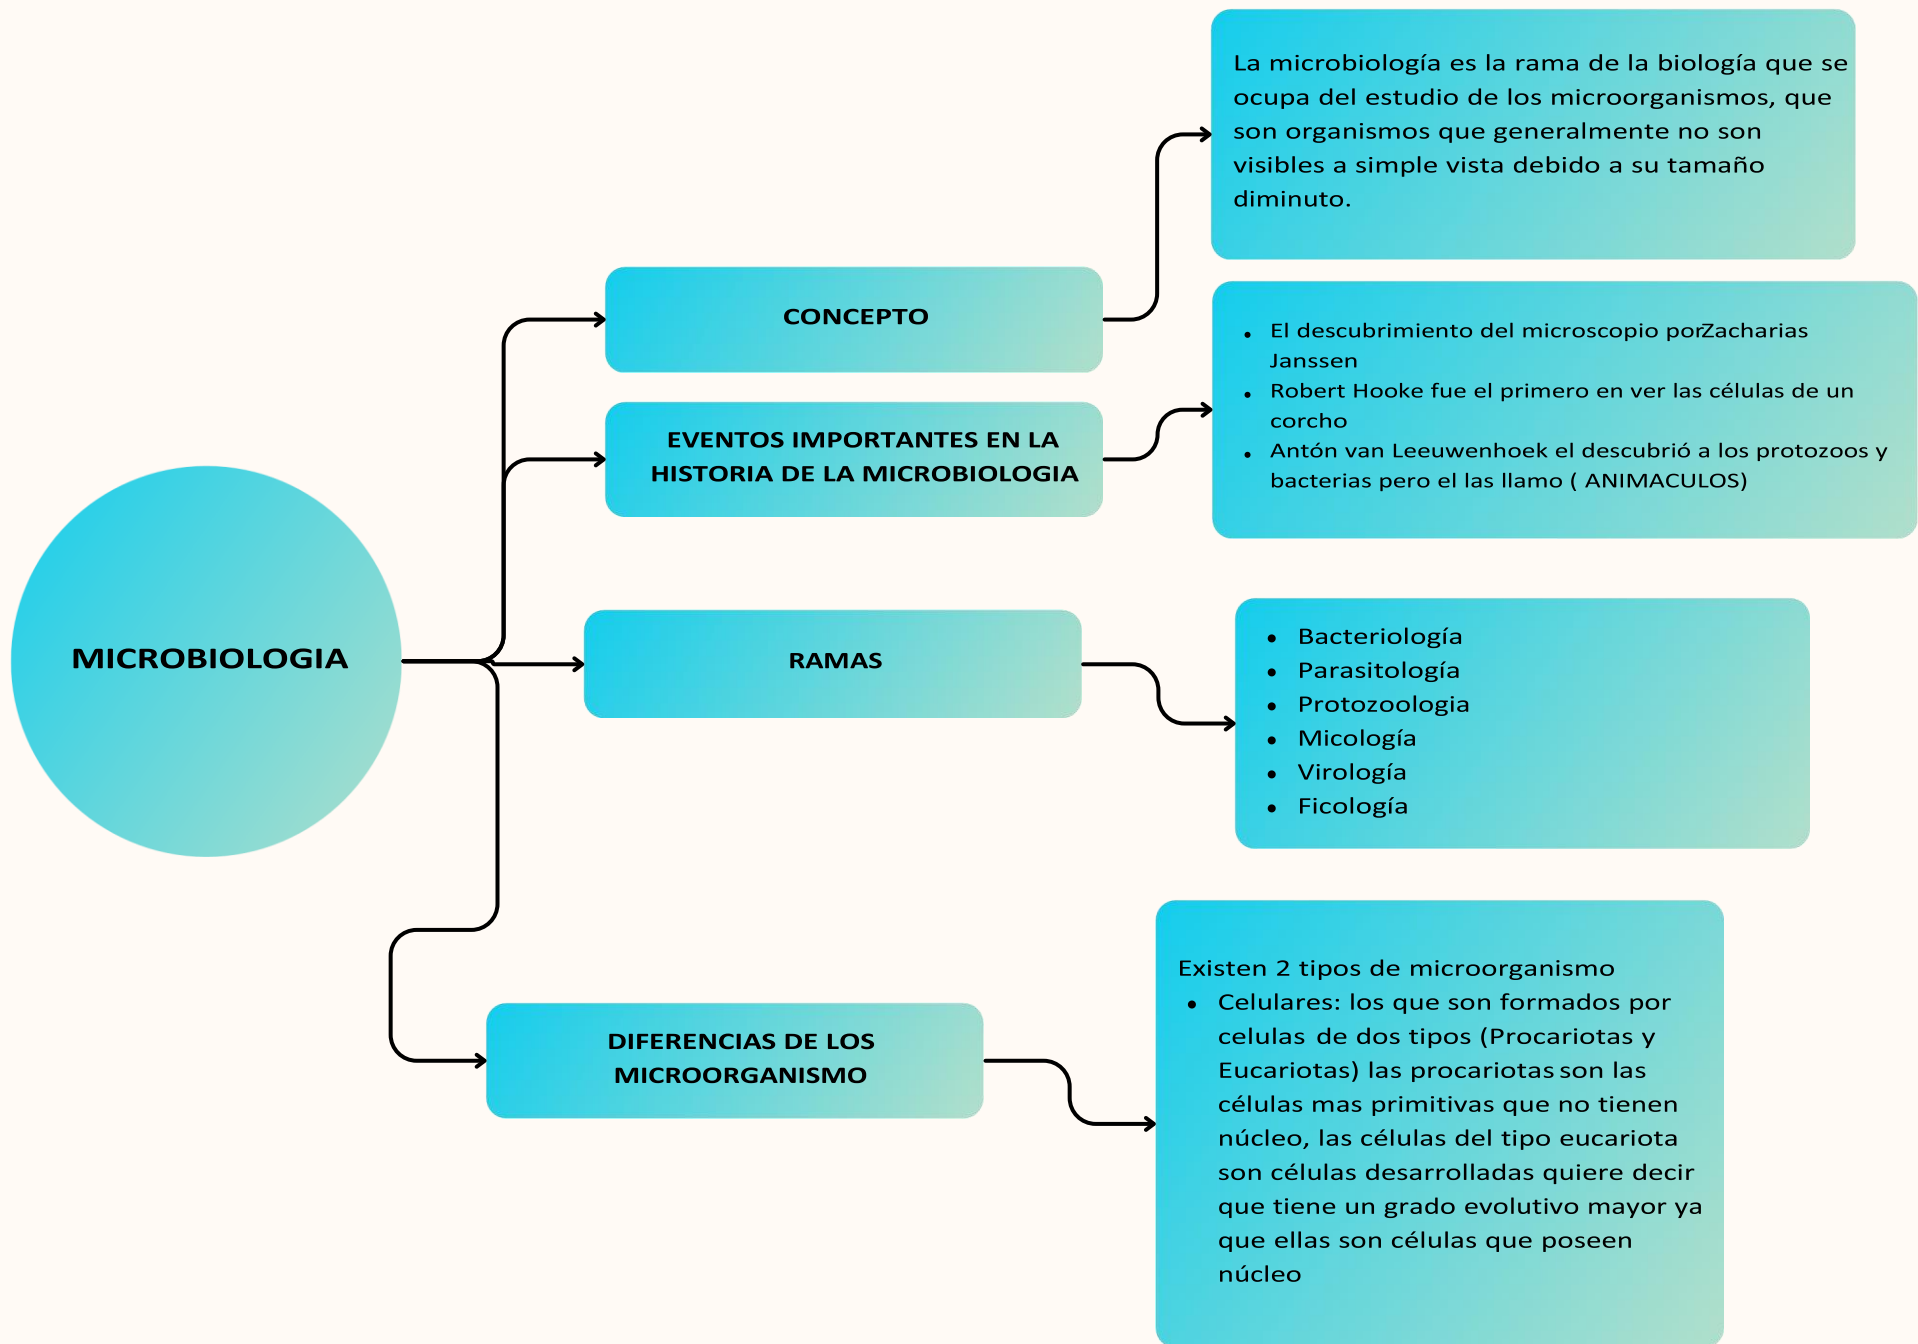 MICROBIOLOGIA
CONCEPTO
La microbiología es la rama de la biología que se
ocupa del estudio de los microorganismos, que
son organismos que generalmente no son
visibles a simple vista debido a su tamaño
diminuto.
EVENTOS IMPORTANTES EN LA
HISTORIA DE LA MICROBIOLOGIA
• El descubrimiento del microscopio porZacharias
Janssen
• Robert Hooke fue el primero en ver las células de un
corcho
• Antón van Leeuwenhoek el descubrió a los protozoos y
bacterias pero el las llamo ( ANIMACULOS)
RAMAS
• Bacteriología
• Parasitología
• Protozoologia
• Micología
• Virología
• Ficología
DIFERENCIAS DE LOS
MICROORGANISMO
Existen 2 tipos de microorganismo
• Celulares: los que son formados por
celulas de dos tipos (Procariotas y
Eucariotas) las procariotas son las
células mas primitivas que no tienen
núcleo, las células del tipo eucariota
son células desarrolladas quiere decir
que tiene un grado evolutivo mayor ya
que ellas son células que poseen
núcleo